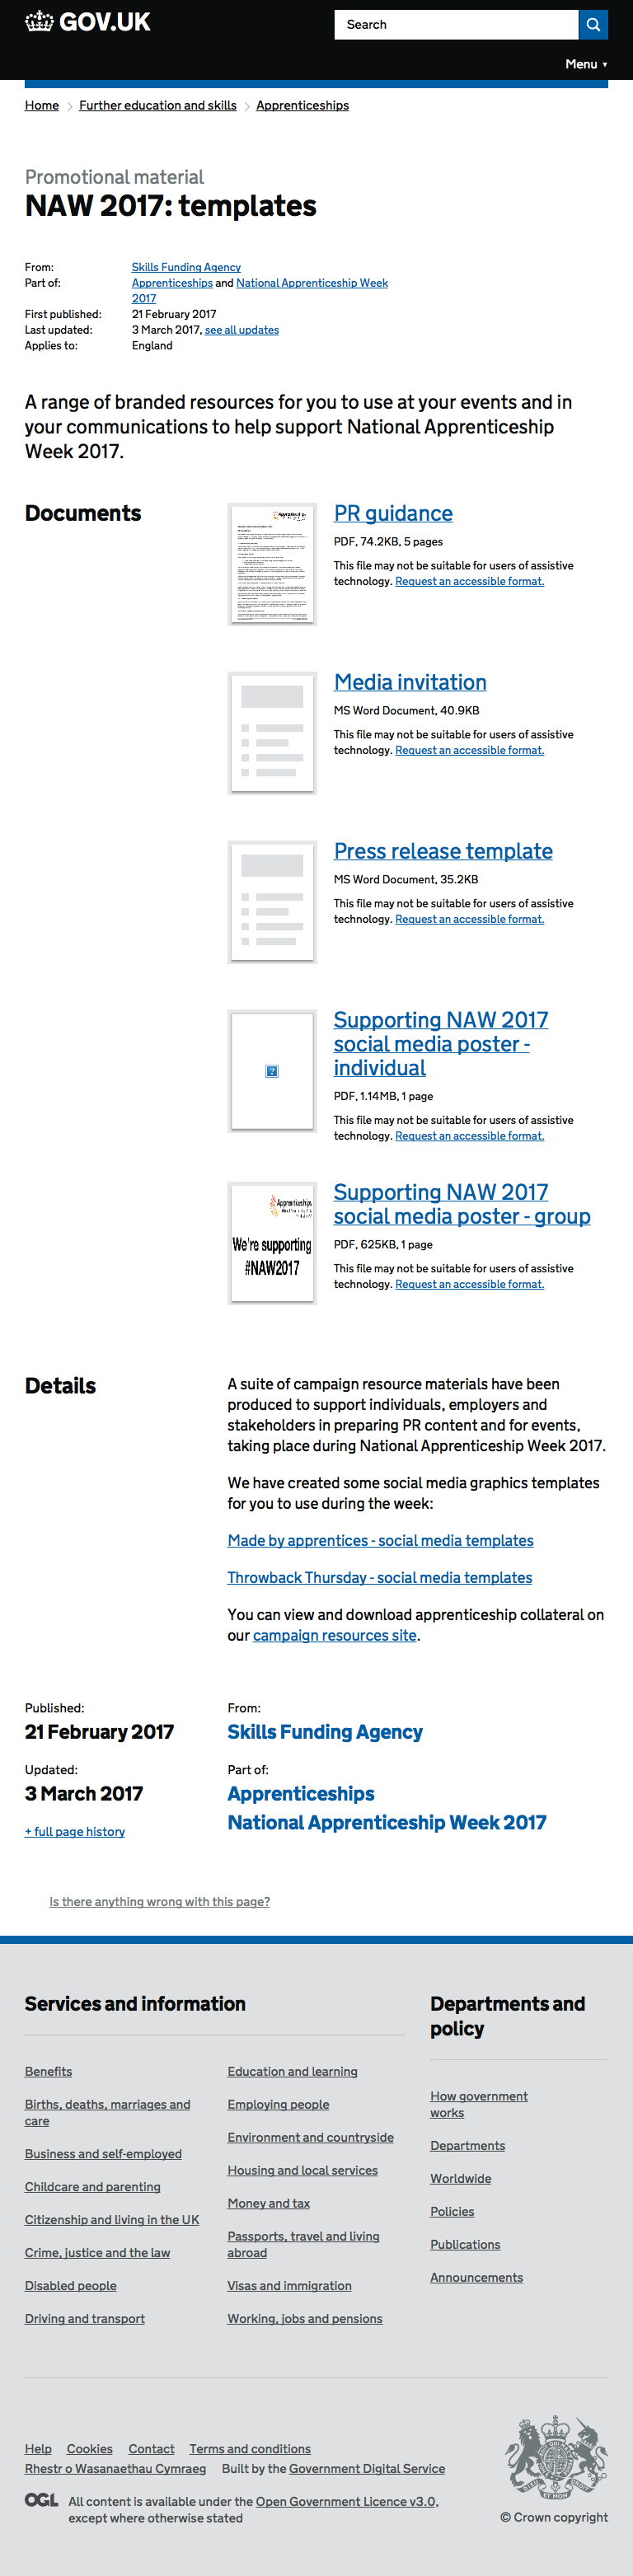 GOV.UK
Search
Menu ▼
Home > Further education and skills > Apprenticeships
Promotional material
NAW 2017: templates
From: Skills Funding Agency
Part of: Apprenticeships and National Apprenticeship Week
2017
First published: 21 February 2017
Last updated: 3 March 2017, see all updates
Applies to: England
A range of branded resources for you to use at your events and in
your communications to help support National Apprenticeship
Week 2017.
Documents
PR guidance
PDF, 74.2KB, 5 pages
This file may not be suitable for users of assistive
technology. Request an accessible format.
Media invitation
MS Word Document, 40.9KB
This file may not be suitable for users of assistive
technology. Request an accessible format.
Press release template
MS Word Document, 35.2KB
This file may not be suitable for users of assistive
technology. Request an accessible format.
Supporting NAW 2017
social media poster -
individual
PDF, 1.14MB, 1 page
This file may not be suitable for users of assistive
technology. Request an accessible format.
Apprenticeships
We're supporting
#NAW2017
Supporting NAW 2017
social media poster - group
PDF, 625KB, 1 page
This file may not be suitable for users of assistive
technology. Request an accessible format.
Details
A suite of campaign resource materials have been
produced to support individuals, employers and
stakeholders in preparing PR content and for events,
taking place during National Apprenticeship Week 2017.
We have created some social media graphics templates
for you to use during the week:
Made by apprentices - social media templates
Throwback Thursday - social media templates
You can view and download apprenticeship collateral on
our campaign resources site.
Published:
21 February 2017
Updated:
3 March 2017
+ full page history
From:
Skills Funding Agency
Part of:
Apprenticeships
National Apprenticeship Week 2017
Is there anything wrong with this page?
Services and information
Benefits
Births, deaths, marriages and
care
Business and self-employed
Childcare and parenting
Citizenship and living in the UK
Crime, justice and the law
Disabled people
Driving and transport
Education and learning
Employing people
Environment and countryside
Housing and local services
Money and tax
Passports, travel and living
abroad
Visas and immigration
Working, jobs and pensions
Departments and
policy
How government
works
Departments
Worldwide
Policies
Publications
Announcements
Help Cookies Contact Terms and conditions
Rhestr o Wasanaethau Cymraeg Built by the Government Digital Service
OGL All content is available under the Open Government Licence v3.0,
except where otherwise stated
© Crown copyright